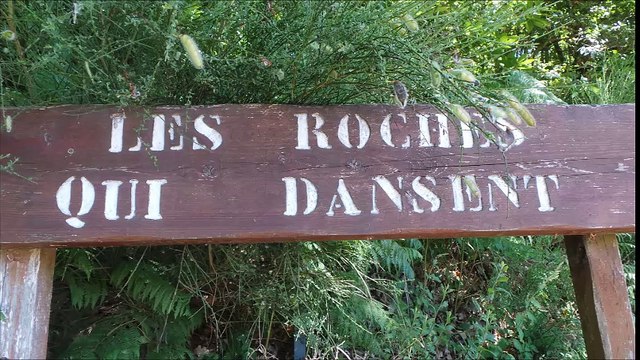 LES ROCHES
QUI DANSENT